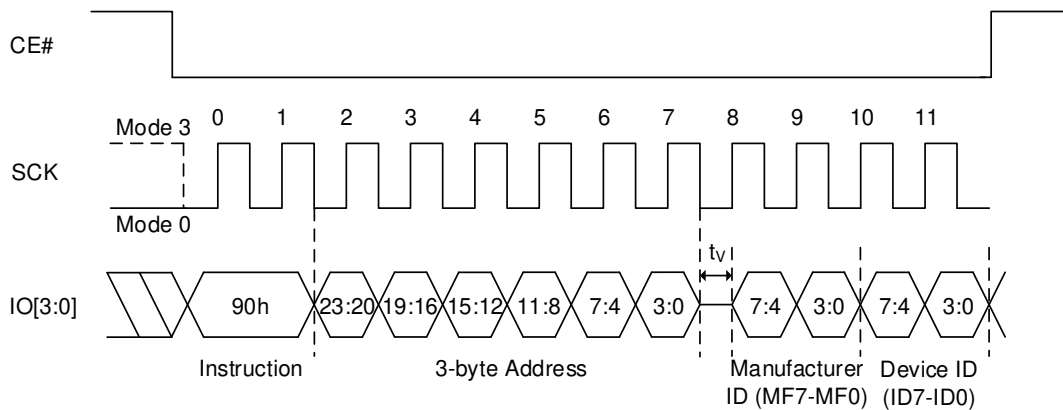 CE#
0 1 2 3 4 5 6 7 8 9 10 11
Mode 3
SCK
Mode 0
tV
IO[3:0] 90h 23:20 19:16 15:12 11:8 7:4 3:0 7:4 3:0 7:4 3:0
Instruction 3-byte Address Manufacturer Device ID
ID (MF7-MF0) (ID7-ID0)